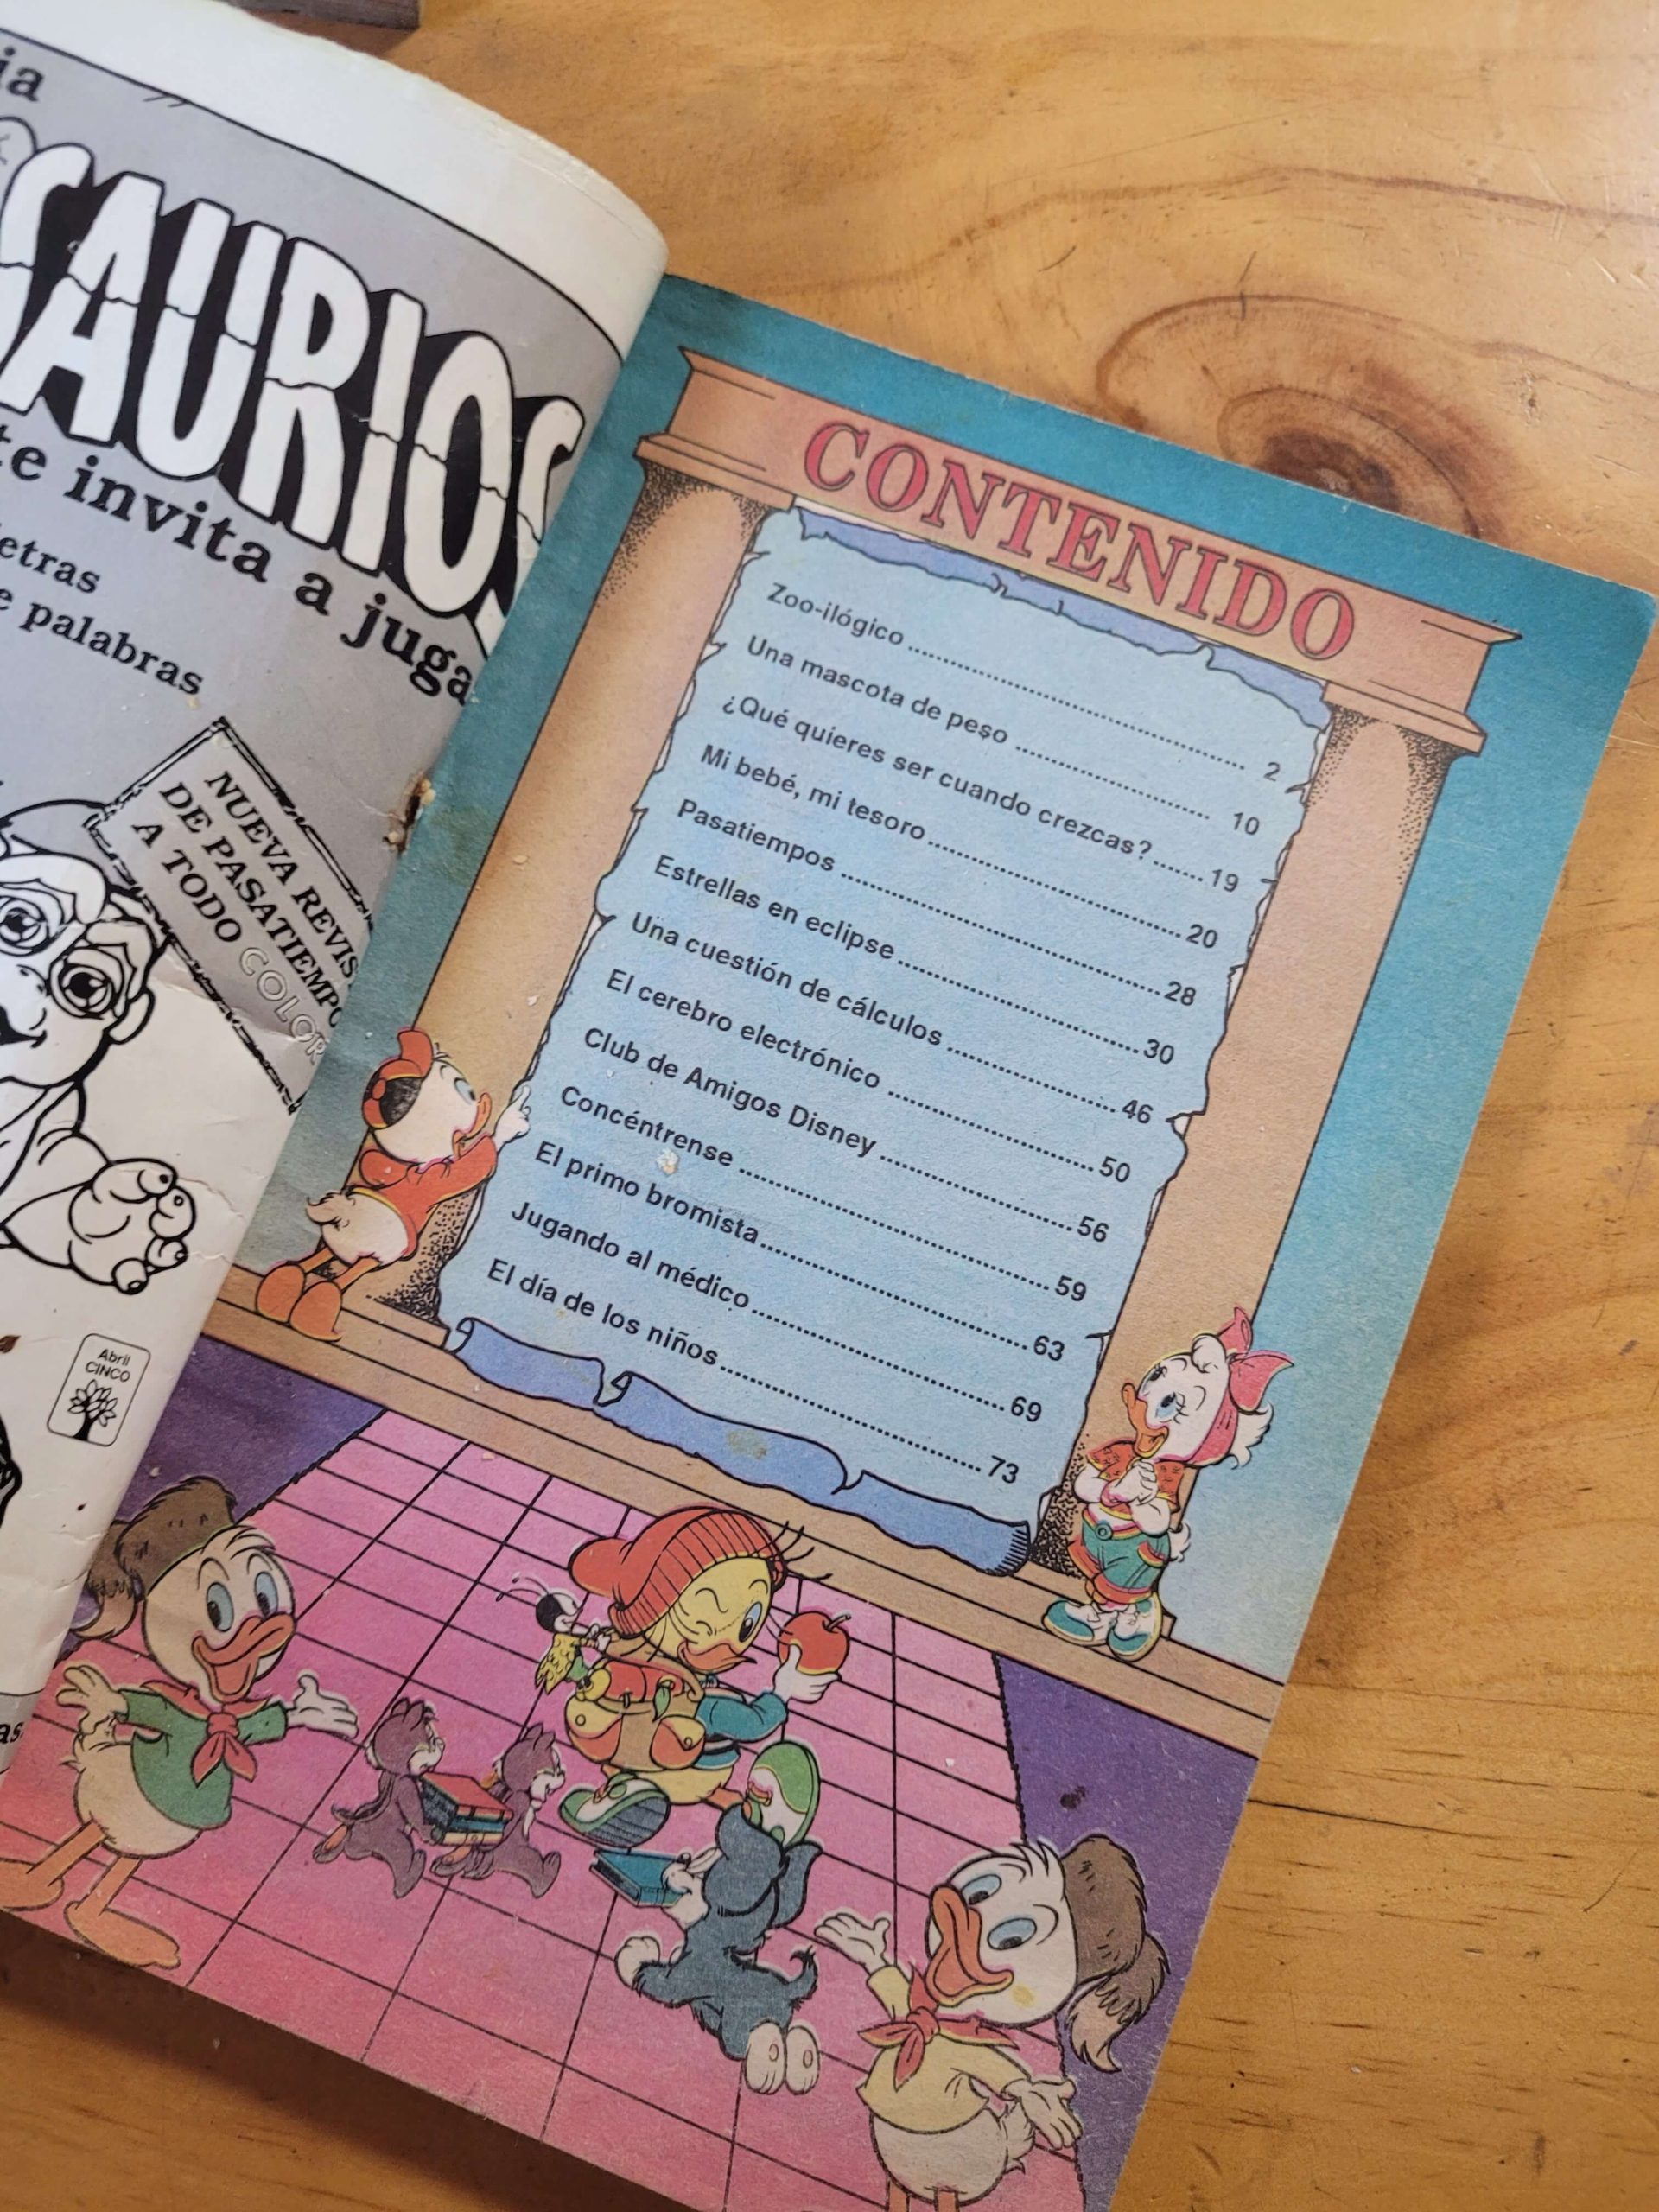 SAURIOS
te invita a juga
etras
e palabras
NUEVA REVIS
DE PASATIEMPO
A TODO COLOR
Abril
CINCO
as
CONTENIDO
Zoo-ilógico ........ 2
Una mascota de peso ........ 10
¿Qué quieres ser cuando crezcas? ........ 19
Mi bebé, mi tesoro ........ 20
Pasatiempos ........ 28
Estrellas en eclipse ........ 30
Una cuestión de cálculos ........ 46
El cerebro electrónico ........ 50
Club de Amigos Disney ........ 56
Concéntrense ........ 59
El primo bromista ........ 63
Jugando al médico ........ 69
El día de los niños ........ 73